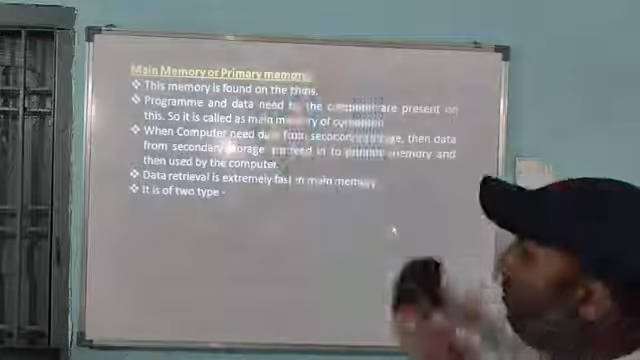 Main Memory or Primary memory
❖ This memory is found on the chips.
❖ Programme and data need by the computer are present on
this. So it is called as main memory of computer.
❖ When Computer need data from secondary storage, then data
from secondary storage in to primary memory and
then used by the computer.
❖ Data retrieval is extremely fast in main memory
❖ It is of two type -